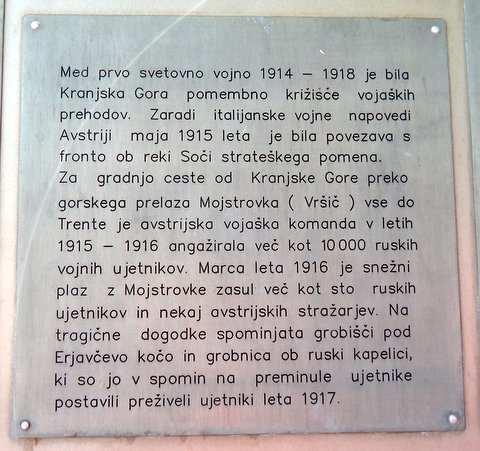 Med prvo svetovno vojno 1914 – 1918 je bila
Kranjska Gora pomembno križišče vojaških
prehodov. Zaradi italijanske vojne napovedi
Avstriji maja 1915 leta je bila povezava s
fronto ob reki Soči strateškega pomena.
Za gradnjo ceste od Kranjske Gore preko
gorskega prelaza Mojstrovka ( Vršič ) vse do
Trente je avstrijska vojaška komanda v letih
1915 – 1916 angažirala več kot 10 000 ruskih
vojnih ujetnikov. Marca leta 1916 je snežni
plaz z Mojstrovke zasul več kot sto ruskih
ujetnikov in nekaj avstrijskih stražarjev. Na
tragične dogodke spominjata grobišči pod
Erjavčevo kočo in grobnica ob ruski kapelici,
ki so jo v spomin na preminule ujetnike
postavili preživeli ujetniki leta 1917.